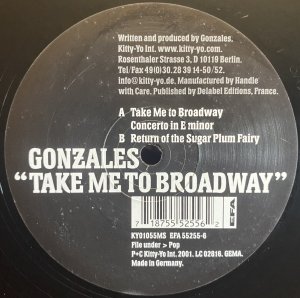 Written and produced by Gonzales.
Kitty-Yo Int. www.kitty-yo.com.
Rosenthaler Strasse 3, D 10119 Berlin.
Tel/Fax 49(0)30. 28 39 14-50/52.
info@kitty-yo.de. Manufactured by Handle
with Care. Published by Delabel Editions, France.
A Take Me to Broadway
Concerto in E minor
B Return of the Sugar Plum Fairy
GONZALES
“TAKE ME TO BROADWAY”
7 18755 52556 2
EFA
KY01055MS EFA 55255-6
File under > Pop
P+C Kitty-Yo Int. 2001. LC 02816. GEMA.
Made in Germany.